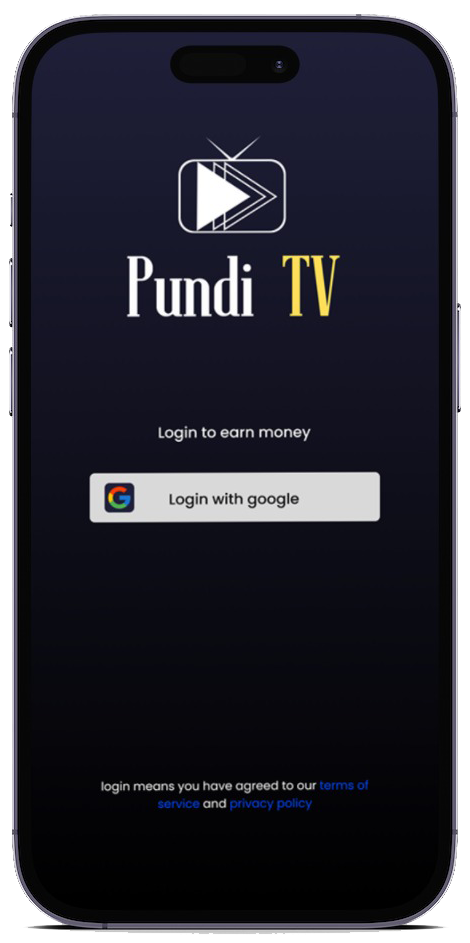 Pundi TV
Login to earn money
Login with google
login means you have agreed to our terms of
service and privacy policy